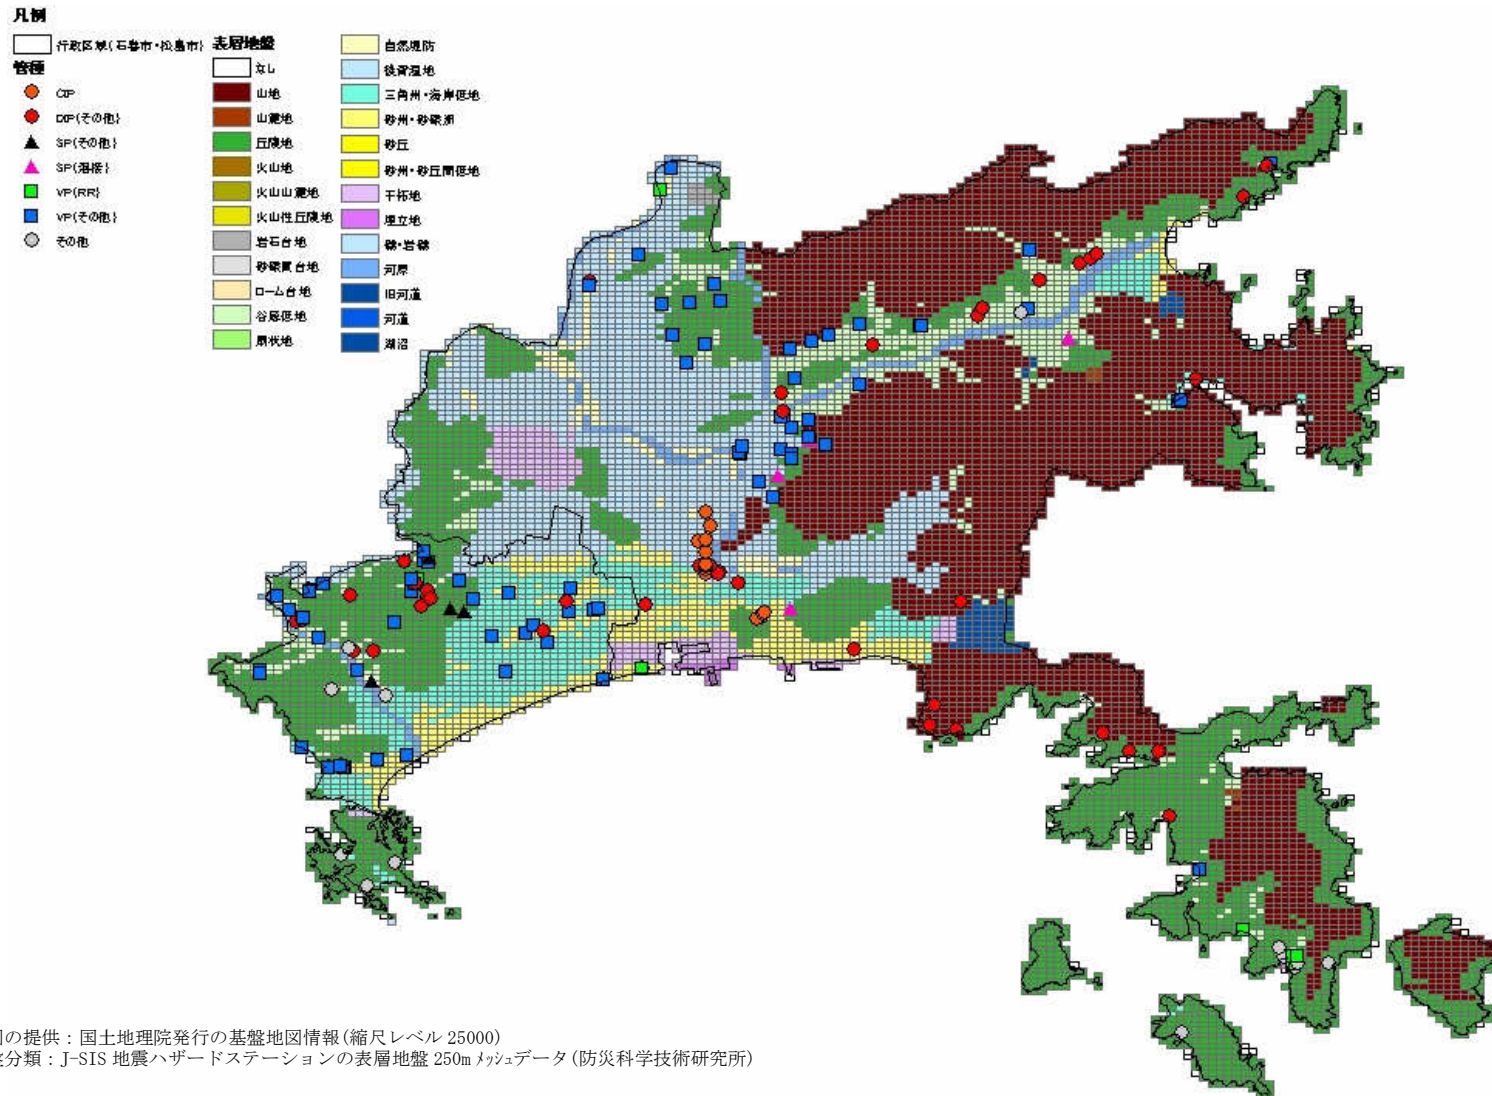 凡例
行政区域(石巻市・松島市)
管種
CIP
DIP(その他)
SP(その他)
SP(溶接)
VP(RR)
VP(その他)
その他
表層地盤
なし
山地
山麓地
丘陵地
火山地
火山山麓地
火山性丘陵地
岩石台地
砂礫質台地
ローム台地
谷底低地
扇状地
自然堤防
後背湿地
三角州・海岸低地
砂州・砂礫洲
砂丘
砂州・砂丘間低地
干拓地
埋立地
磯・岩礁
河原
旧河道
河道
湖沼
の提供：国土地理院発行の基盤地図情報(縮尺レベル 25000)
分類：J-SIS 地震ハザードステーションの表層地盤 250m メッシュデータ(防災科学技術研究所)